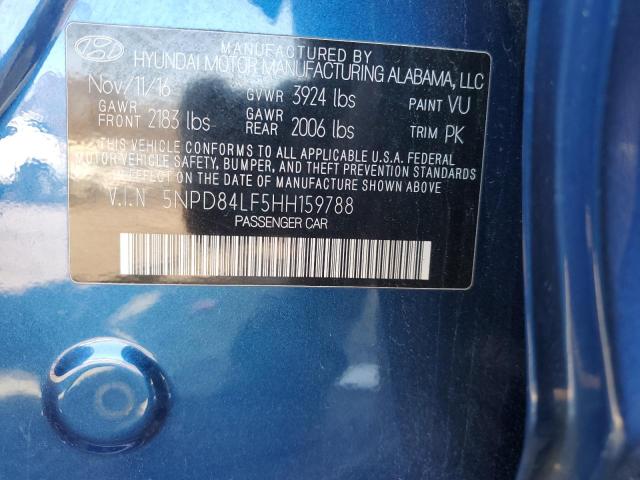 MANUFACTURED BY
HYUNDAI MOTOR MANUFACTURING ALABAMA, LLC
Nov/11/16 GVWR 3924 lbs PAINT VU
GAWR FRONT 2183 lbs GAWR REAR 2006 lbs TRIM PK
THIS VEHICLE CONFORMS TO ALL APPLICABLE U.S.A. FEDERAL
MOTOR VEHICLE SAFETY, BUMPER, AND THEFT PREVENTION STANDARDS
IN EFFECT ON THE DATE OF MANUFACTURE SHOWN ABOVE.
V.I.N 5NPD84LF5HH159788
PASSENGER CAR